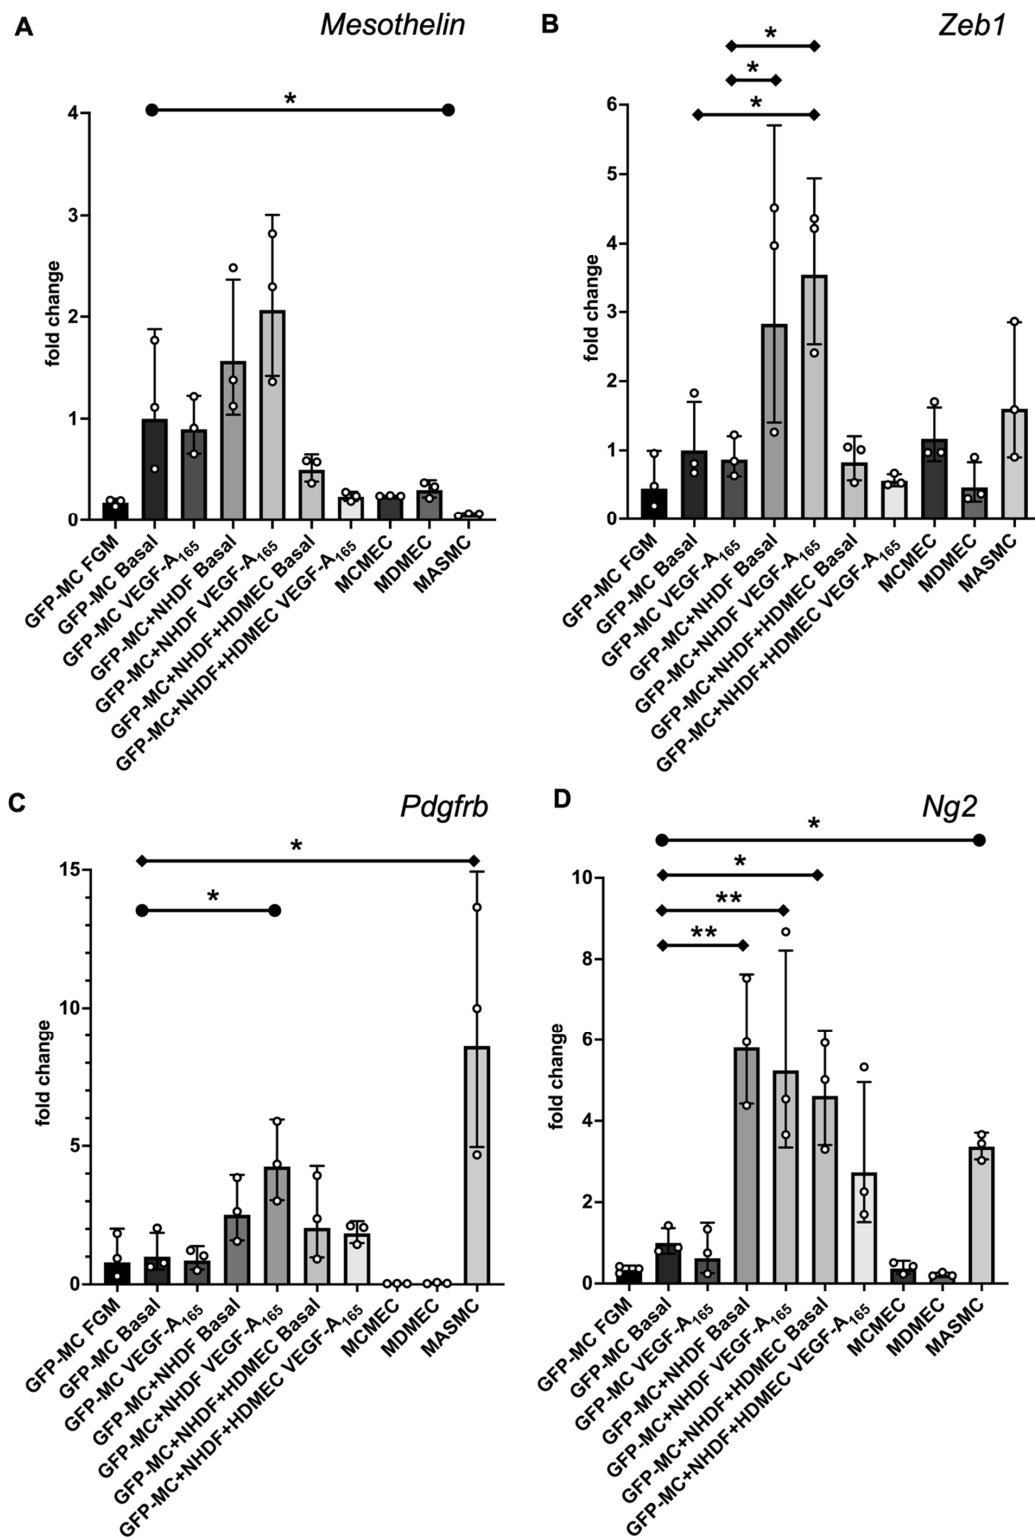 A
Mesothelin
*
4
3
2
1
0
fold change
GFP-MC FGM
GFP-MC Basal
GFP-MC VEGF-A₁₆₅
GFP-MC+NHDF Basal
GFP-MC+NHDF VEGF-A₁₆₅
GFP-MC+NHDF+HDMEC Basal
GFP-MC+NHDF+HDMEC VEGF-A₁₆₅
MCMEC
MDMEC
MASMC
B
Zeb1
*
*
*
6
5
4
3
2
1
0
fold change
GFP-MC FGM
GFP-MC Basal
GFP-MC VEGF-A₁₆₅
GFP-MC+NHDF Basal
GFP-MC+NHDF VEGF-A₁₆₅
GFP-MC+NHDF+HDMEC Basal
GFP-MC+NHDF+HDMEC VEGF-A₁₆₅
MCMEC
MDMEC
MASMC
C
Pdgfrb
*
*
15
10
5
0
fold change
GFP-MC FGM
GFP-MC Basal
GFP-MC VEGF-A₁₆₅
GFP-MC+NHDF Basal
GFP-MC+NHDF VEGF-A₁₆₅
GFP-MC+NHDF+HDMEC Basal
GFP-MC+NHDF+HDMEC VEGF-A₁₆₅
MCMEC
MDMEC
MASMC
D
Ng2
*
*
**
**
10
8
6
4
2
0
fold change
GFP-MC FGM
GFP-MC Basal
GFP-MC VEGF-A₁₆₅
GFP-MC+NHDF Basal
GFP-MC+NHDF VEGF-A₁₆₅
GFP-MC+NHDF+HDMEC Basal
GFP-MC+NHDF+HDMEC VEGF-A₁₆₅
MCMEC
MDMEC
MASMC